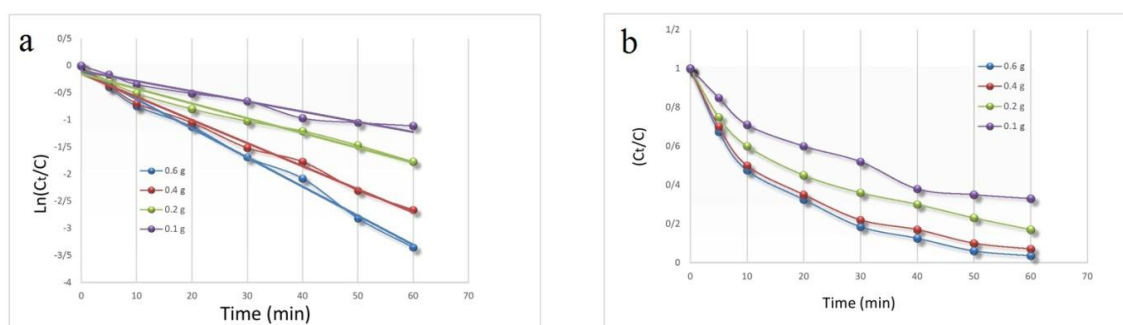 a
0/5
0
-0/5
-1
-1/5
-2
-2/5
-3
-3/5
-4
Ln(Ct/C)
0.6 g
0.4 g
0.2 g
0.1 g
0 10 20 30 40 50 60 70
Time (min)
b
1/2
1
0/8
0/6
0/4
0/2
0
(Ct/C)
0.6 g
0.4 g
0.2 g
0.1 g
0 10 20 30 40 50 60 70
Time (min)